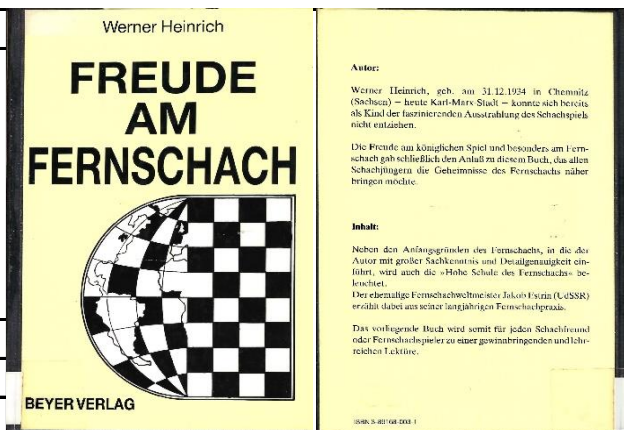 Werner Heinrich
FREUDE
AM
FERNSCHACH
BEYER VERLAG
Autor:
Werner Heinrich, geb. am 31.12.1934 in Chemnitz
(Sachsen) – heute Karl-Marx-Stadt – konnte sich bereits
als Kind der faszinierenden Ausstrahlung des Schachspiels
nicht entziehen.
Die Freude am königlichen Spiel und besonders am Fern-
schach gab schließlich den Anlaß zu diesem Buch, das allen
Schachjüngern die Geheimnisse des Fernschachs näher
bringen möchte.
Inhalt:
Neben den Anfangsgründen des Fernschachs, in die der
Autor mit großer Sachkenntnis und Detailgenauigkeit ein-
führt, wird auch die »Hohe Schule des Fernschachs« be-
leuchtet.
Der ehemalige Fernschachweltmeister Jakob Estrin (UdSSR)
erzählt dabei aus seiner langjährigen Fernschachpraxis.
Das vorliegende Buch wird somit für jeden Schachfreund
oder Fernschachspieler zu einer gewinnbringenden und lehr-
reichen Lektüre.
ISBN 3-89168-003-1